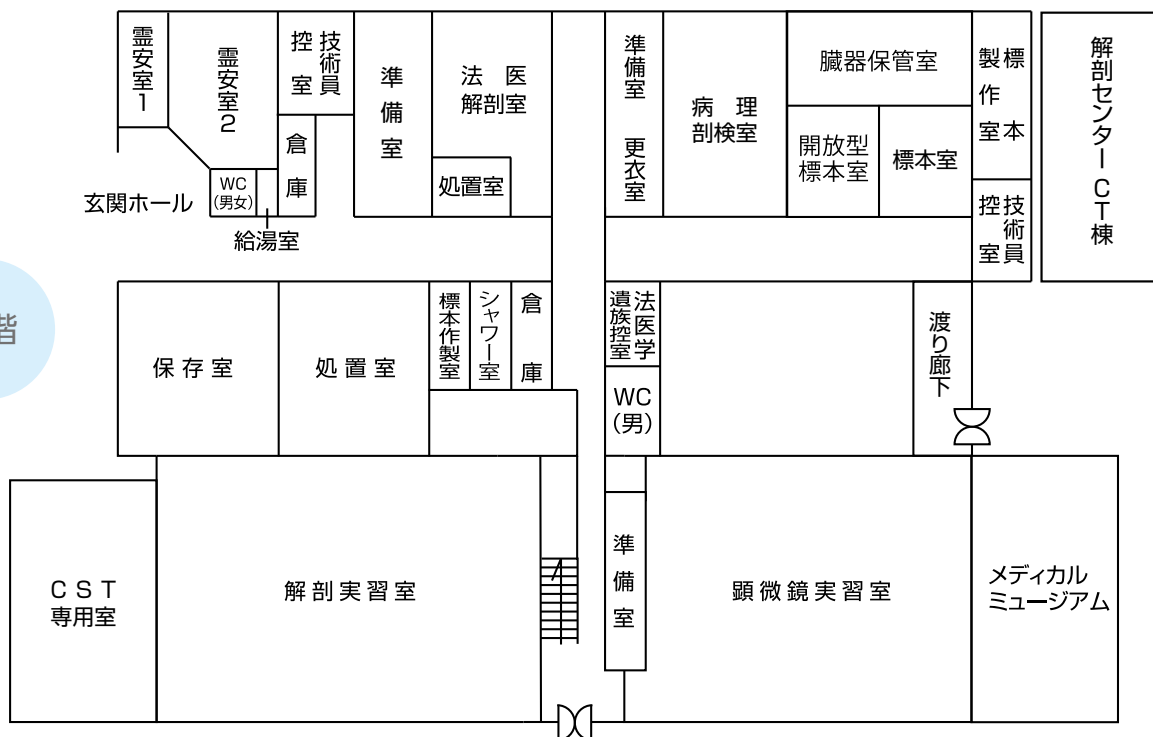 霊安室1
霊安室2
技術員
控室
準備室
法医
解剖室
準備室 更衣室
病理
剖検室
臓器保管室
標本
製作室
解剖センターCT棟
倉庫
処置室
開放型
標本室
標本室
WC
(男女)
玄関ホール
給湯室
技術員
控室
階
保存室
処置室
標本作製室
シャワー室
倉庫
法医学
遺族控室
WC
(男)
渡り廊下
CST
専用室
解剖実習室
準備室
顕微鏡実習室
メディカル
ミュージアム